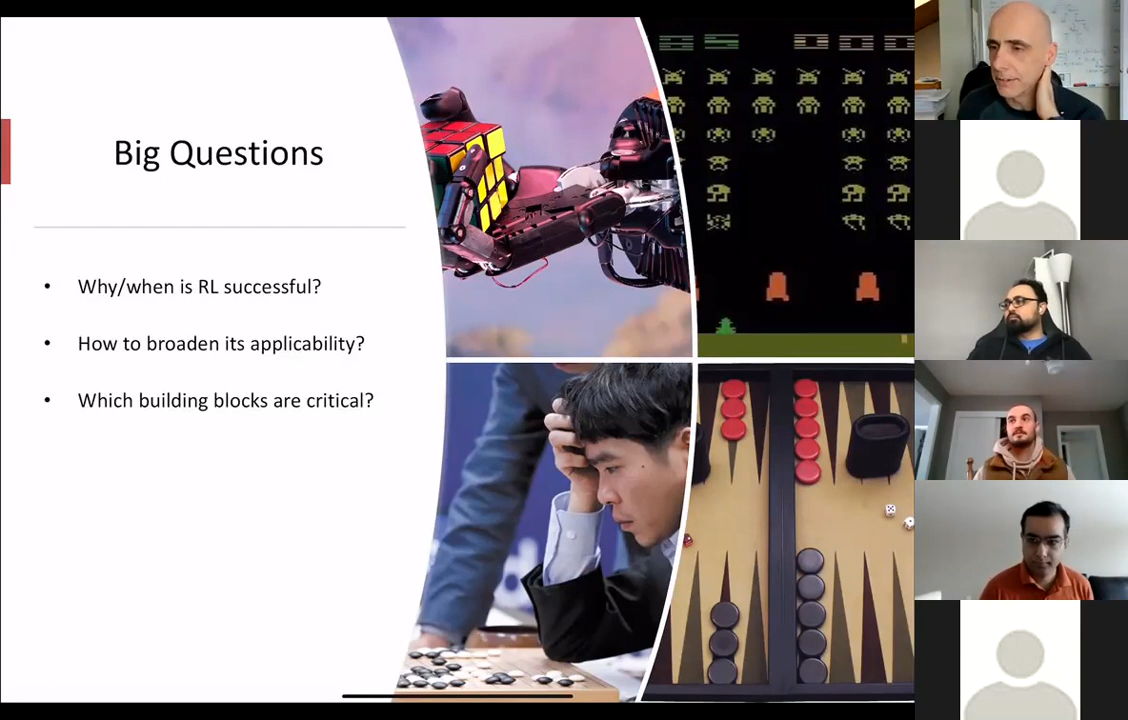 Big Questions
• Why/when is RL successful?
• How to broaden its applicability?
• Which building blocks are critical?